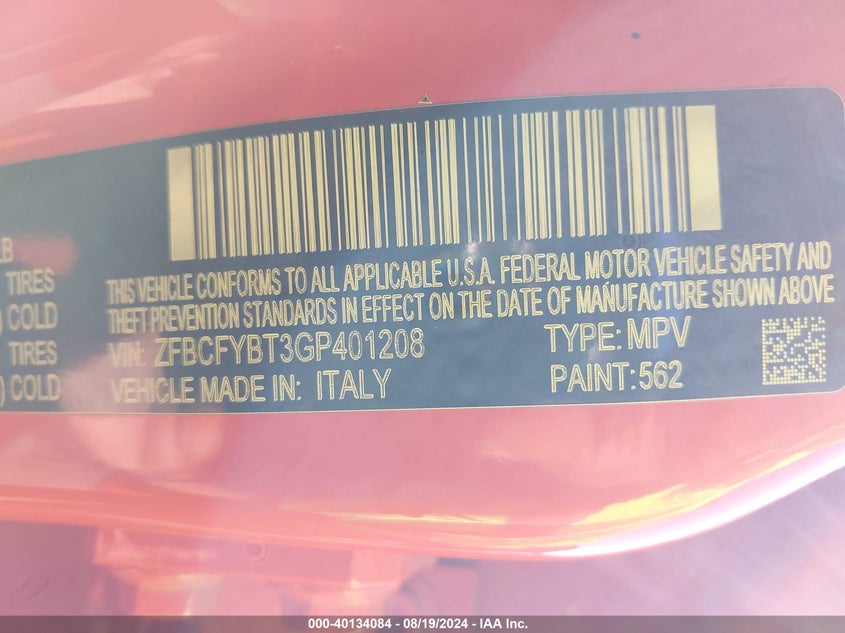 LB
TIRES
) COLD
TIRES
) COLD
THIS VEHICLE CONFORMS TO ALL APPLICABLE U.S.A. FEDERAL MOTOR VEHICLE SAFETY AND
THEFT PREVENTION STANDARDS IN EFFECT ON THE DATE OF MANUFACTURE SHOWN ABOVE
VIN: ZFBCFYBT3GP401208 TYPE: MPV
VEHICLE MADE IN: ITALY PAINT: 562
000-40134084 - 08/19/2024 - IAA Inc.